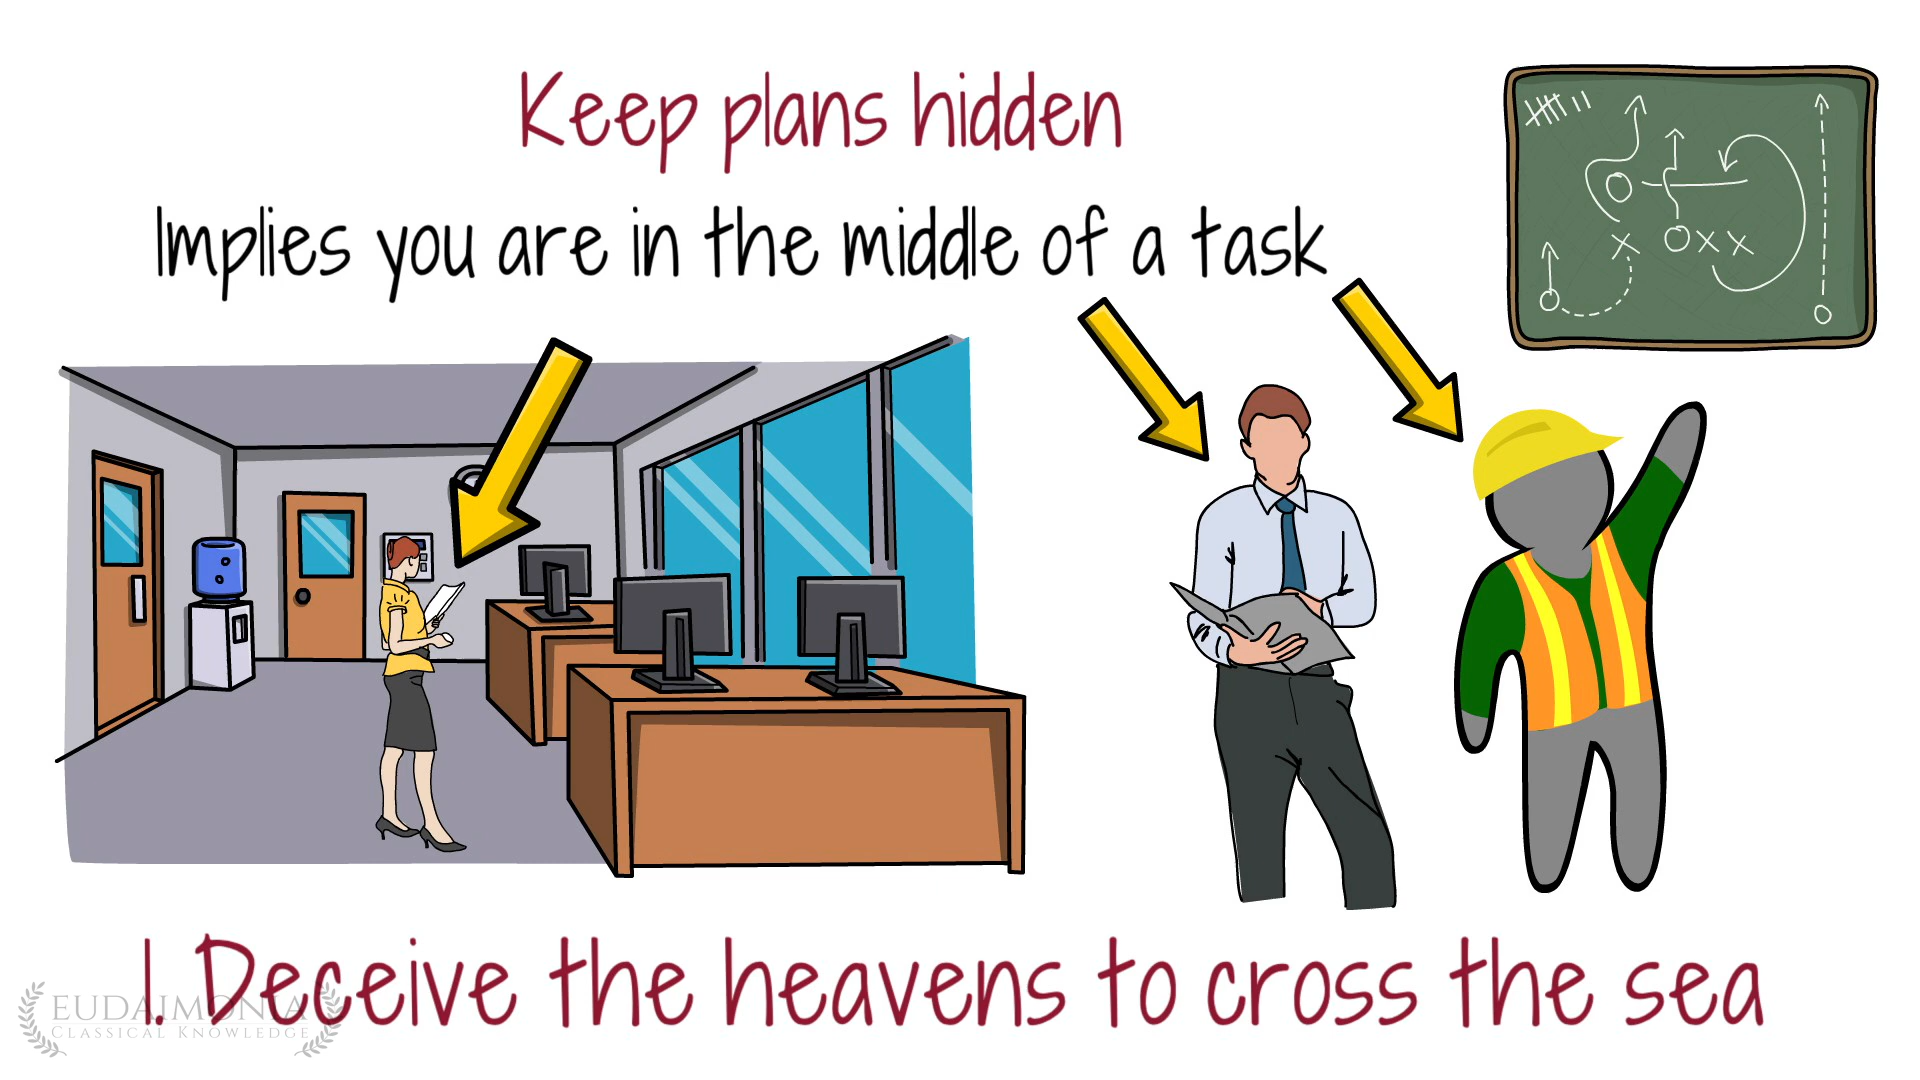 Keep plans hidden
Implies you are in the middle of a task
1. Deceive the heavens to cross the sea
EUDAIMONIA
CLASSICAL KNOWLEDGE